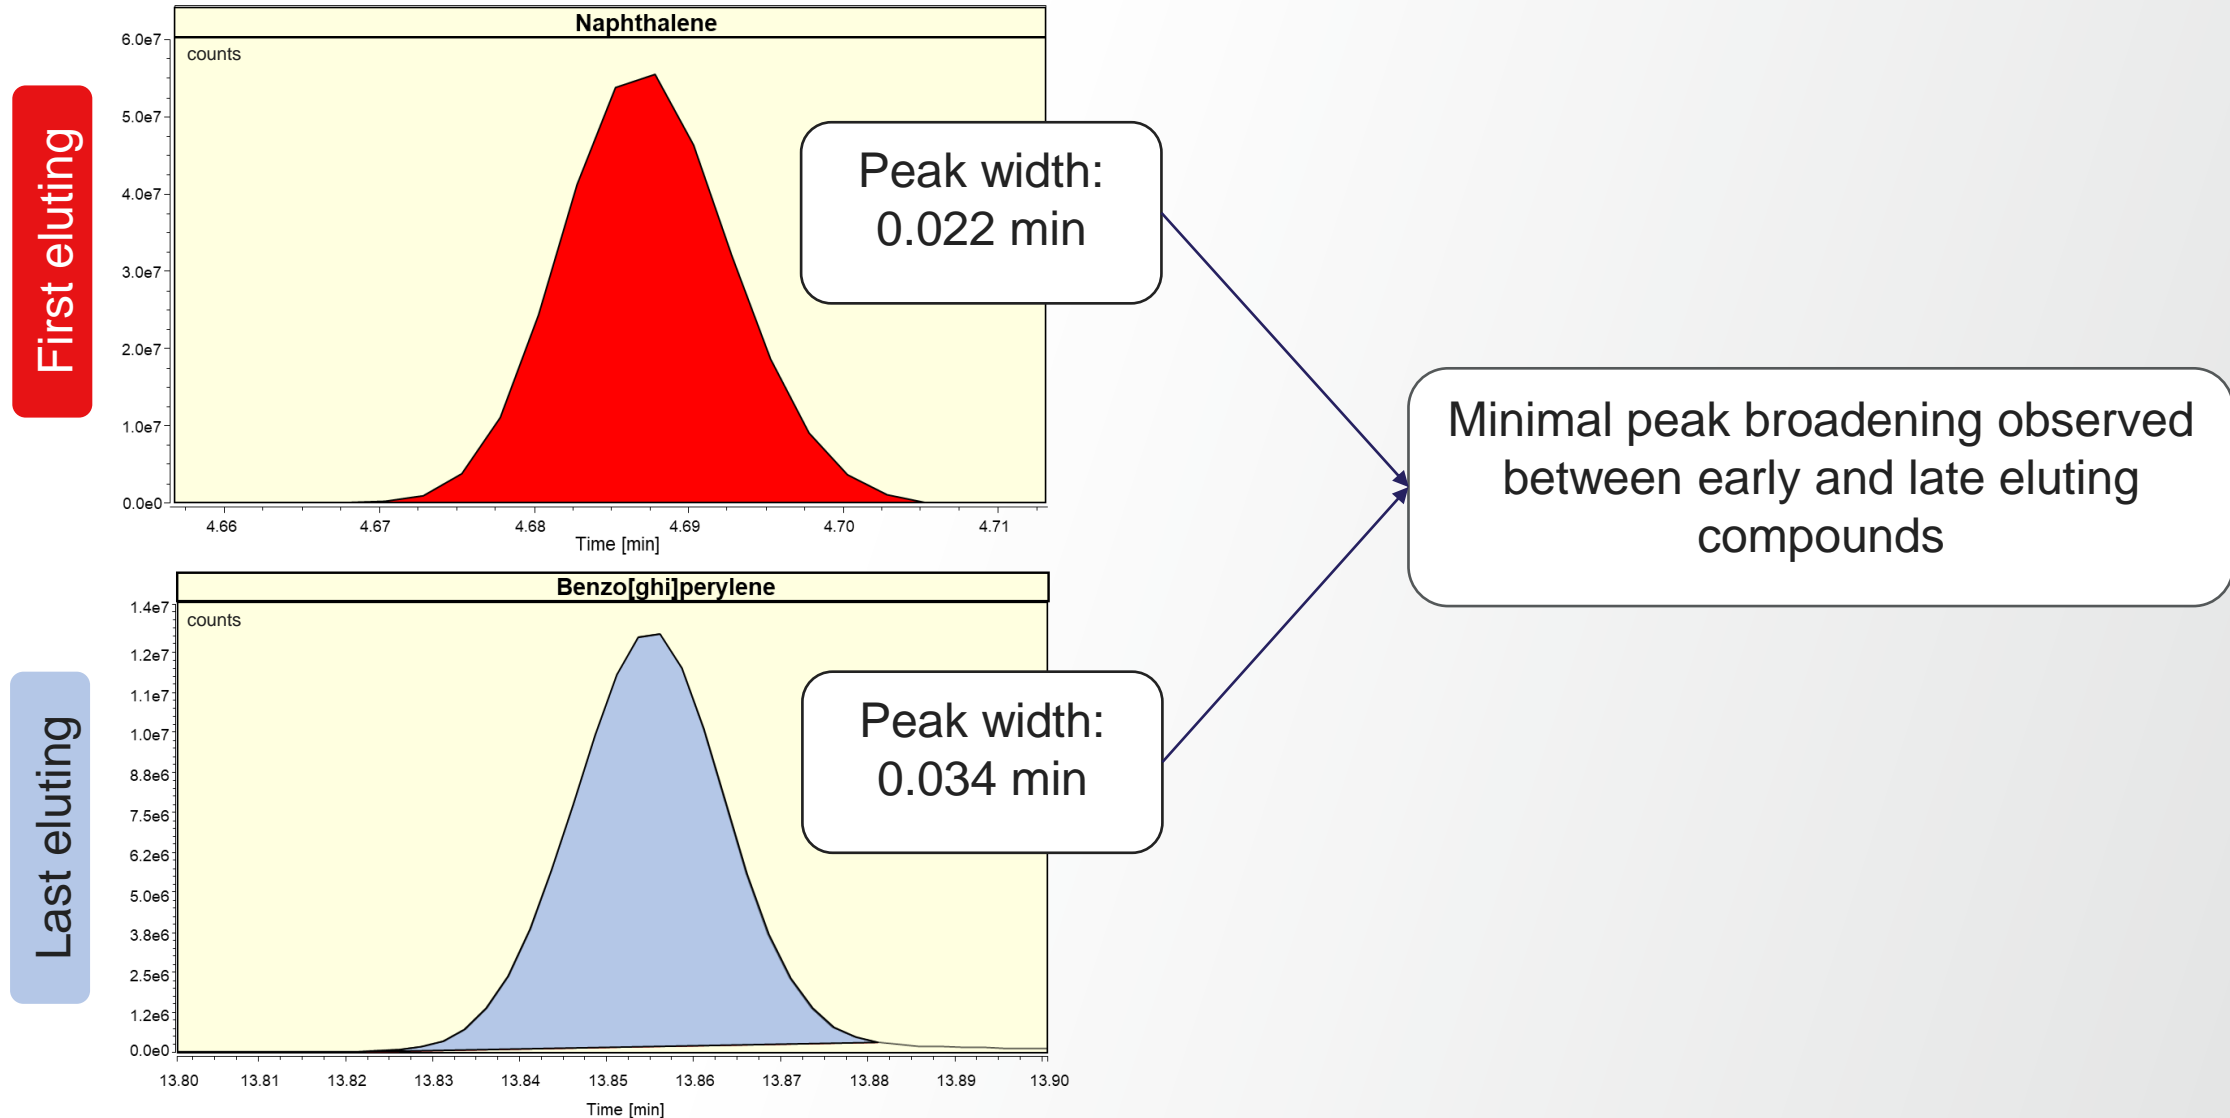 First eluting
Naphthalene
counts
6.0e7
5.0e7
4.0e7
3.0e7
2.0e7
1.0e7
0.0e0
4.66 4.67 4.68 4.69 4.70 4.71
Time [min]
Peak width:
0.022 min
Last eluting
Benzo[ghi]perylene
counts
1.4e7
1.2e7
1.1e7
1.0e7
8.8e6
7.5e6
6.2e6
5.0e6
3.8e6
2.5e6
1.2e6
0.0e0
13.80 13.81 13.82 13.83 13.84 13.85 13.86 13.87 13.88 13.89 13.90
Time [min]
Peak width:
0.034 min
Minimal peak broadening observed
between early and late eluting
compounds